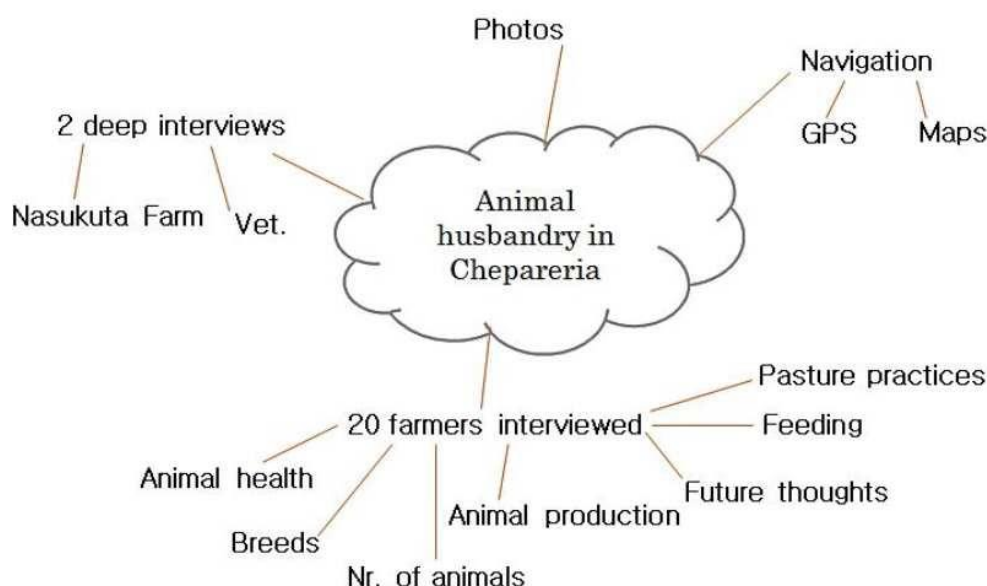 Photos
Navigation
GPS
Maps
2 deep interviews
Nasukuta Farm
Vet.
Animal
husbandry in
Chepareria
20 farmers interviewed
Pasture practices
Feeding
Future thoughts
Animal production
Animal health
Breeds
Nr. of animals